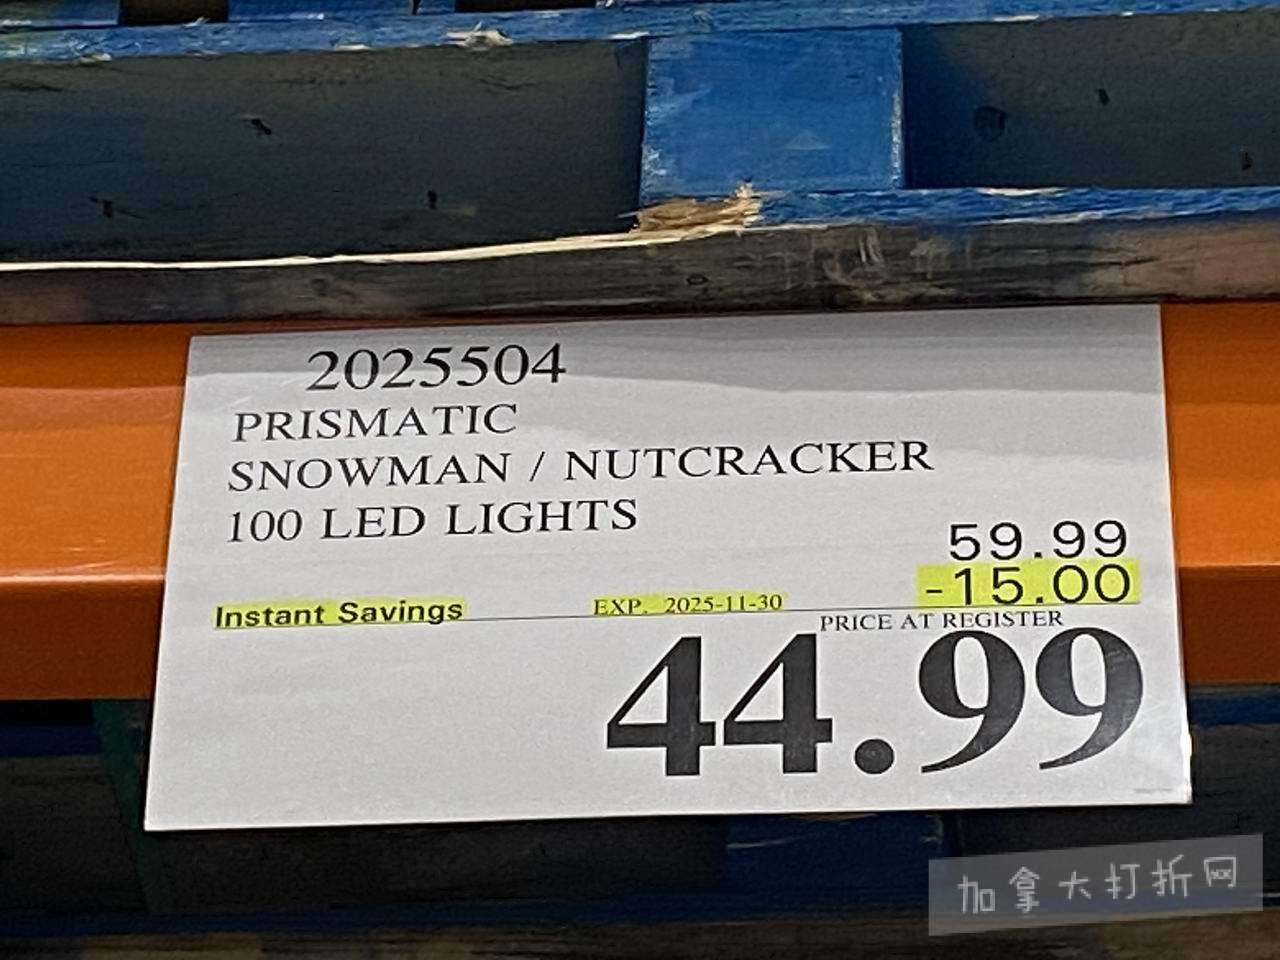 2025504
PRISMATIC
SNOWMAN / NUTCRACKER
100 LED LIGHTS
59.99
Instant Savings EXP. 2025-11-30 -15.00
PRICE AT REGISTER
44.99
加拿大打折网